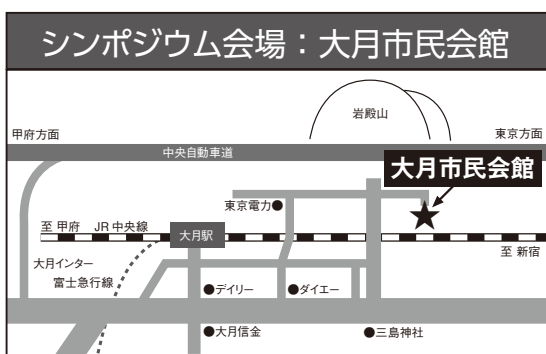 シンポジウム会場：大月市民会館
岩殿山
甲府方面
東京方面
中央自動車道
大月市民会館
東京電力●
至 甲府　JR 中央線
大月駅
至 新宿
大月インター
富士急行線
●デイリー
●ダイエー
●大月信金
●三島神社